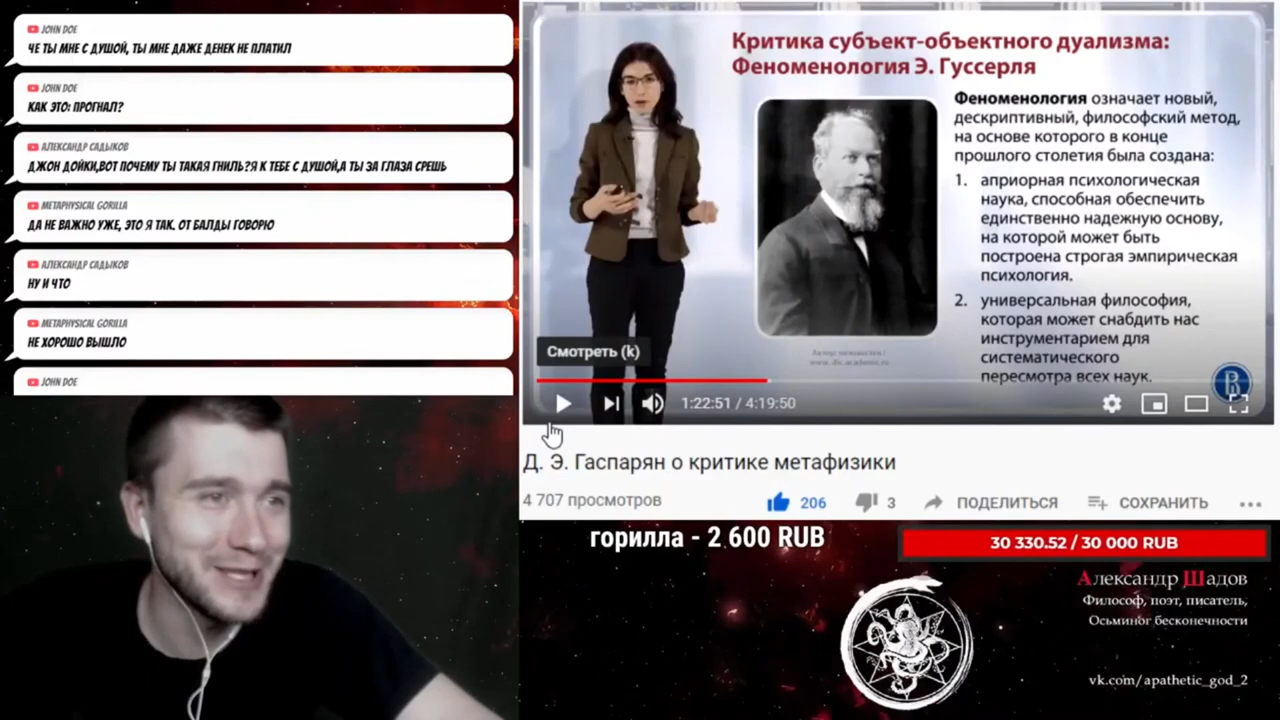 JOHN DOE
ЧЕ ТЫ МНЕ С ДУШОЙ, ТЫ МНЕ ДАЖЕ ДЕНЕК НЕ ПЛАТИЛ
JOHN DOE
КАК ЭТО: ПРОГНАЛ?
АЛЕКСАНДР САДЫКОВ
ДЖОН ДОЙКИ,ВОТ ПОЧЕМУ ТЫ ТАКАЯ ГНИЛЬ?Я К ТЕБЕ С ДУШОЙ,А ТЫ ЗА ГЛАЗА СРЕШЬ
METAPHYSICAL GORILLA
ДА НЕ ВАЖНО УЖЕ, ЭТО Я ТАК. ОТ БАЛДЫ ГОВОРЮ
АЛЕКСАНДР САДЫКОВ
НУ И ЧТО
METAPHYSICAL GORILLA
НЕ ХОРОШО ВЫШЛО
JOHN DOE
Критика субъект-объектного дуализма:
Феноменология Э. Гуссерля
Феноменология означает новый,
дескриптивный, философский метод,
на основе которого в конце
прошлого столетия была создана:
1. априорная психологическая
наука, способная обеспечить
единственно надежную основу,
на которой может быть
построена строгая эмпирическая
психология.
2. универсальная философия,
которая может снабдить нас
инструментарием для
систематического
пересмотра всех наук.
Смотреть (k)
1:22:51 / 4:19:50
Д. Э. Гаспарян о критике метафизики
4 707 просмотров
206
3
ПОДЕЛИТЬСЯ
СОХРАНИТЬ
горилла - 2 600 RUB
30 330.52 / 30 000 RUB
Александр Шадов
Философ, поэт, писатель,
Осьминог бесконечности
vk.com/apathetic_god_2